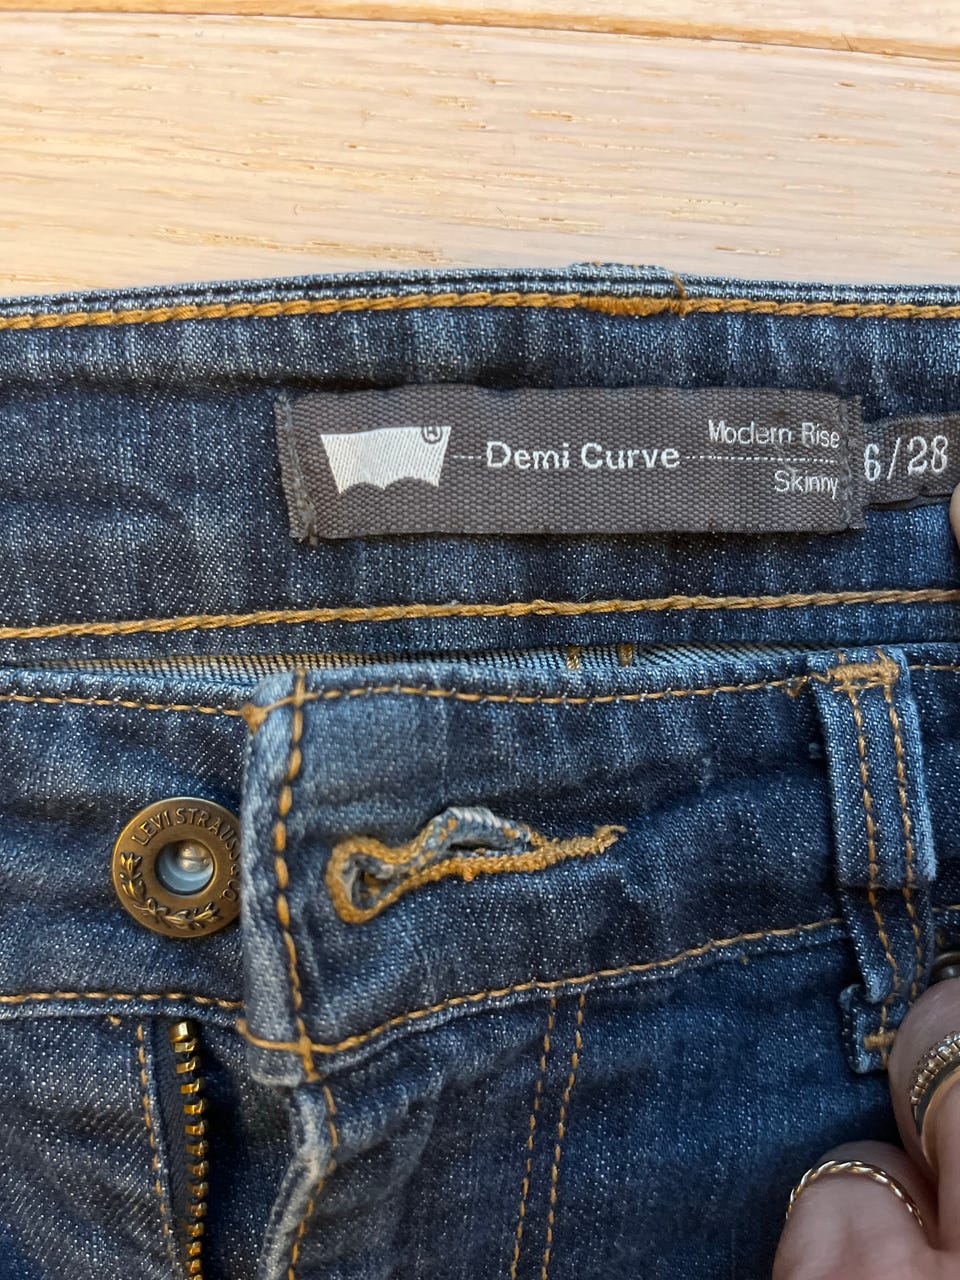 Demi Curve
Modern Rise
Skinny
6/28
®
LEVI STRAUSS & CO